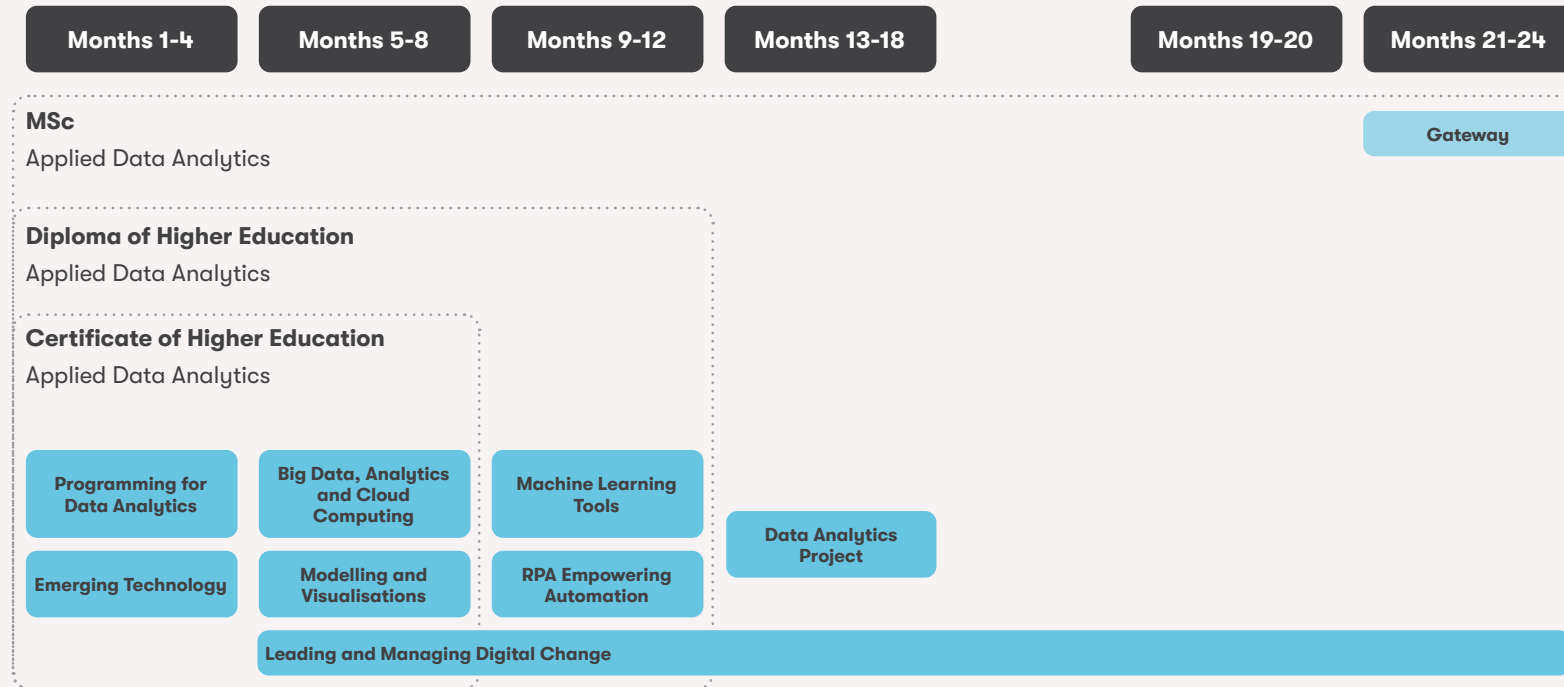 Months 1-4
Months 5-8
Months 9-12
Months 13-18
Months 19-20
Months 21-24
MSc
Applied Data Analytics
Gateway
Diploma of Higher Education
Applied Data Analytics
Certificate of Higher Education
Applied Data Analytics
Programming for
Data Analytics
Big Data, Analytics
and Cloud
Computing
Machine Learning
Tools
Data Analytics
Project
Emerging Technology
Modelling and
Visualisations
RPA Empowering
Automation
Leading and Managing Digital Change